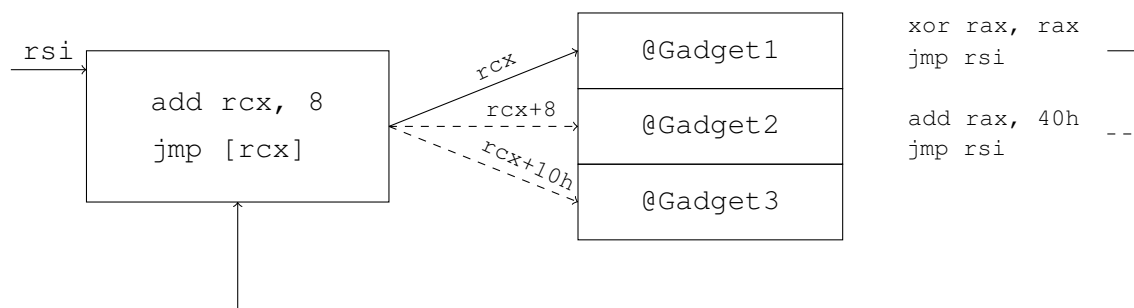 rsi
add rcx, 8
jmp [rcx]
rcx
rcx+8
rcx+10h
@Gadget1
@Gadget2
@Gadget3
xor rax, rax
jmp rsi
add rax, 40h
jmp rsi